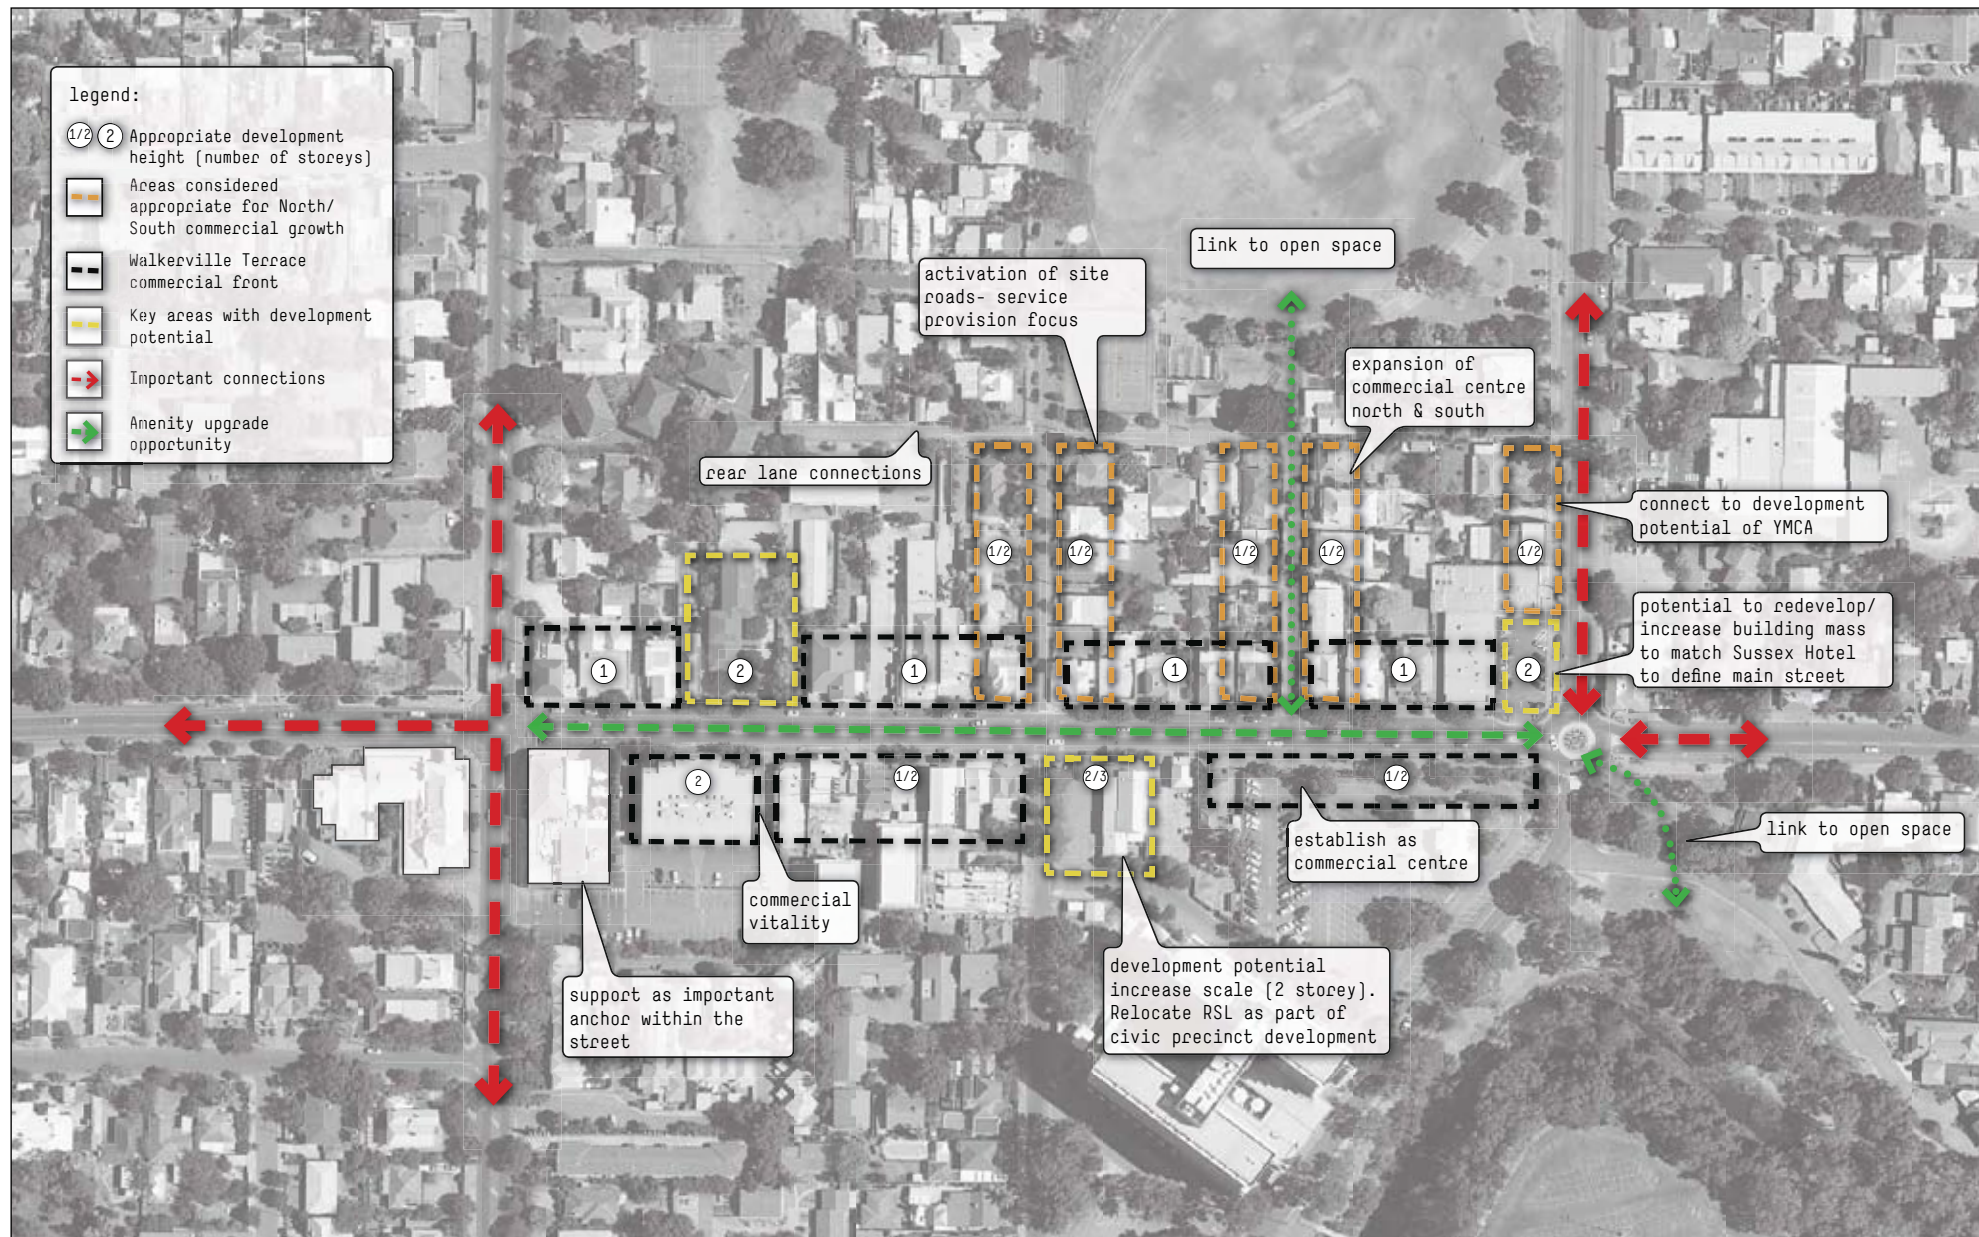 legend:
1/2 2 Appropriate development
height (number of storeys)
Areas considered
appropriate for North/
South commercial growth
Walkerville Terrace
commercial front
Key areas with development
potential
Important connections
Amenity upgrade
opportunity
link to open space
activation of site
roads- service
provision focus
expansion of
commercial centre
north & south
rear lane connections
connect to development
potential of YMCA
1/2 1/2 1/2 1/2 1/2
potential to redevelop/
increase building mass
to match Sussex Hotel
to define main street
1 2 1 1 1 2
2 1/2 2/3 1/2
link to open space
establish as
commercial centre
commercial
vitality
development potential
increase scale (2 storey).
Relocate RSL as part of
civic precinct development
support as important
anchor within the
street